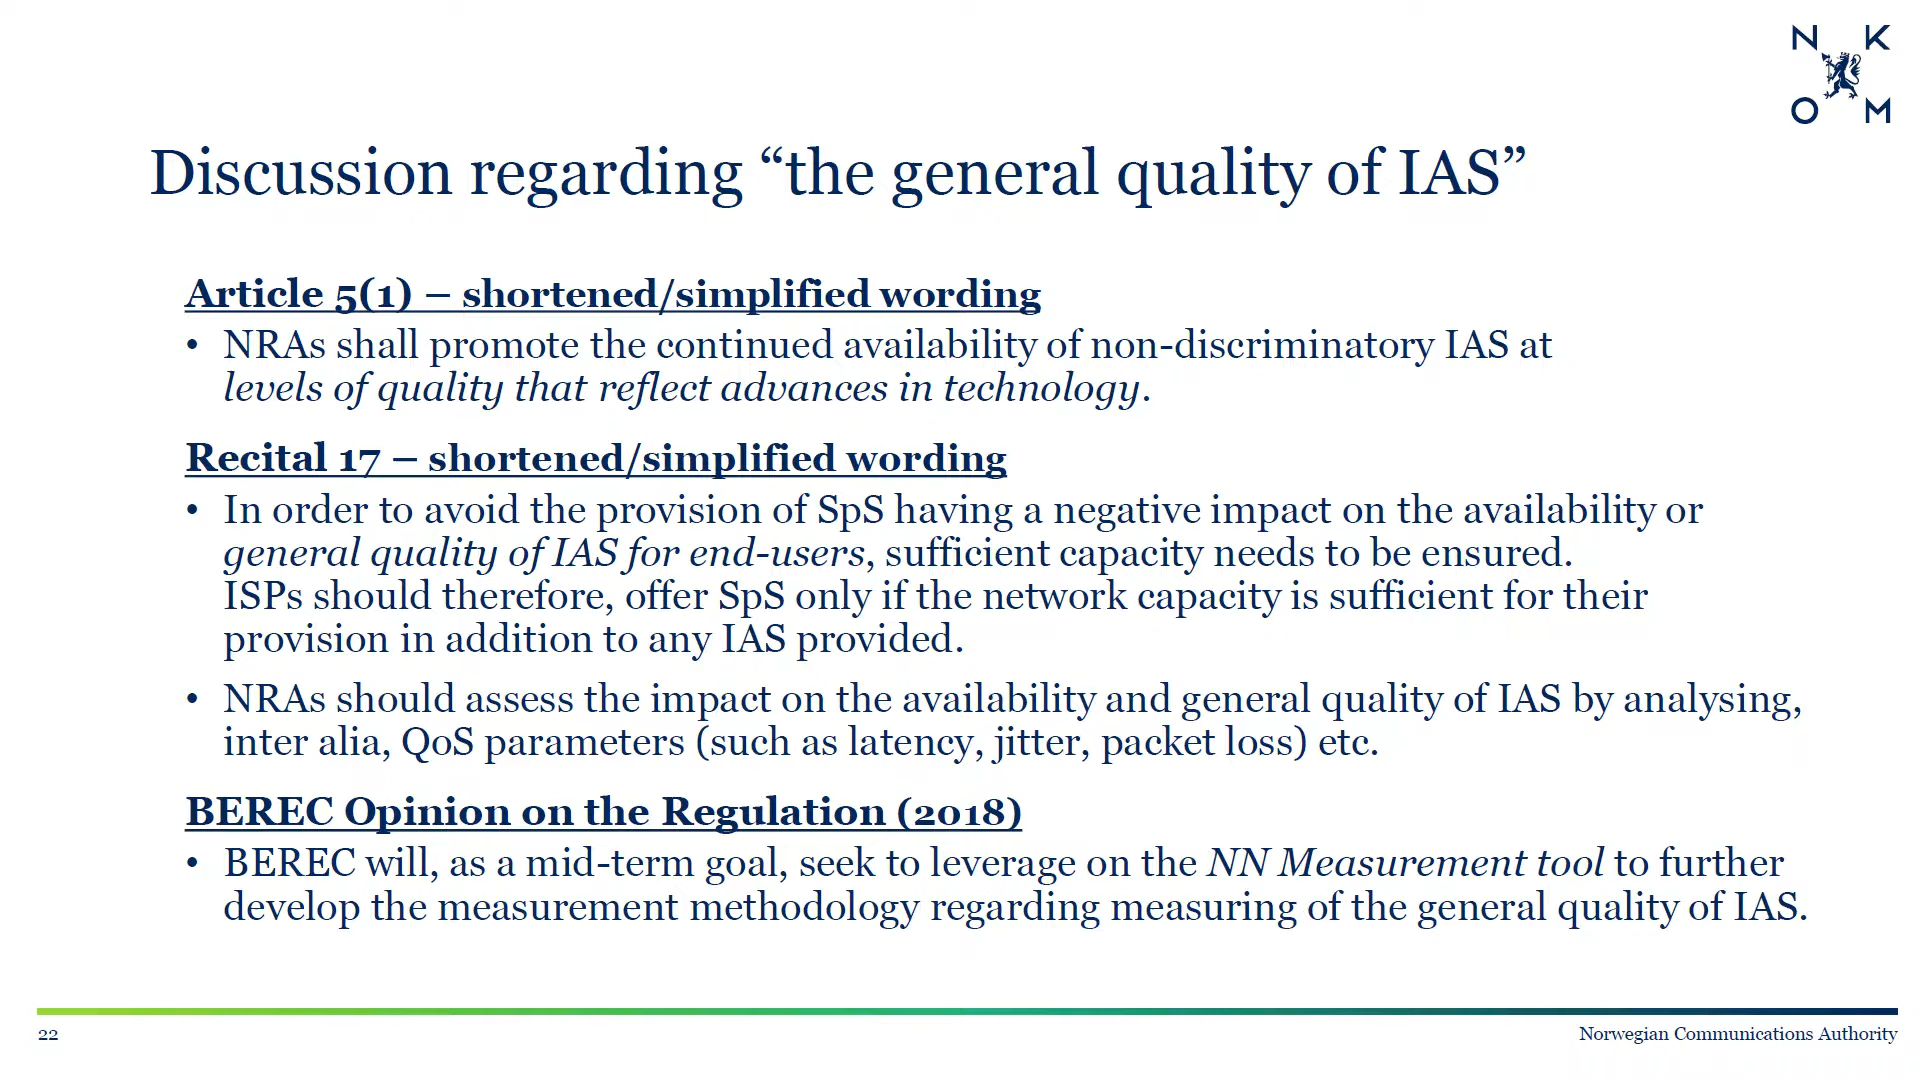 N K
O M
Discussion regarding “the general quality of IAS”
Article 5(1) – shortened/simplified wording
• NRAs shall promote the continued availability of non-discriminatory IAS at
levels of quality that reflect advances in technology.
Recital 17 – shortened/simplified wording
• In order to avoid the provision of SpS having a negative impact on the availability or
general quality of IAS for end-users, sufficient capacity needs to be ensured.
ISPs should therefore, offer SpS only if the network capacity is sufficient for their
provision in addition to any IAS provided.
• NRAs should assess the impact on the availability and general quality of IAS by analysing,
inter alia, QoS parameters (such as latency, jitter, packet loss) etc.
BEREC Opinion on the Regulation (2018)
• BEREC will, as a mid-term goal, seek to leverage on the NN Measurement tool to further
develop the measurement methodology regarding measuring of the general quality of IAS.
22
Norwegian Communications Authority